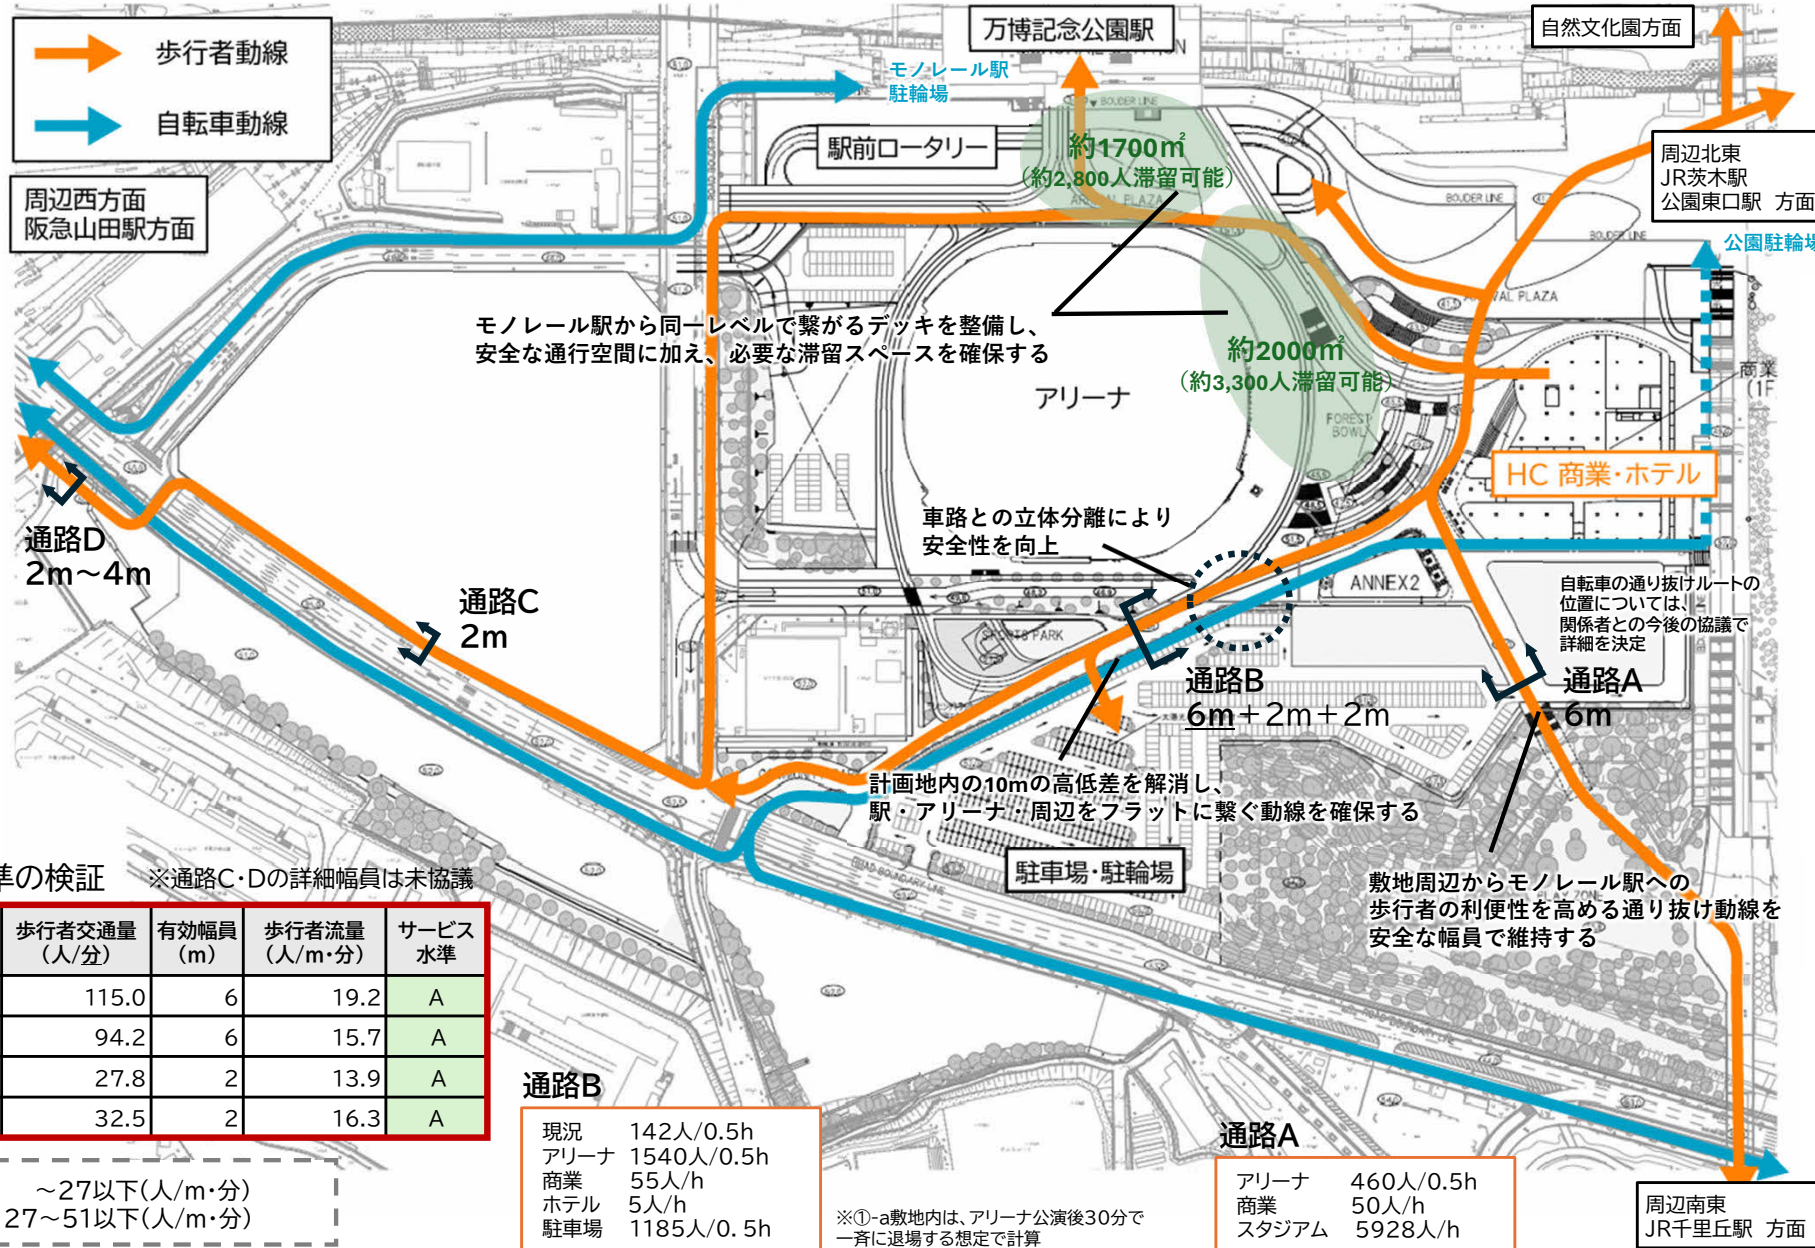 歩行者動線
自転車動線
万博記念公園駅
自然文化園方面
モノレール駅
駐輪場
駅前ロータリー
約1700㎡
（約2,800人滞留可能）
周辺西方面
阪急山田駅方面
周辺北東
JR茨木駅
公園東口駅 方面
公園駐輪場
BOUDER LINE
BOUDER LINE
BOUDER LINE
BOUDER LINE
モノレール駅から同一レベルで繋がるデッキを整備し、
安全な通行空間に加え、必要な滞留スペースを確保する
約2000㎡
（約3,300人滞留可能）
アリーナ
FOREST
BOWL
商業
(1F
HC 商業・ホテル
車路との立体分離により
安全性を向上
通路D
2m～4m
通路C
2m
ANNEX2
SPORTS PARK
自転車の通り抜けルートの
位置については、
関係者との今後の協議で
詳細を決定
通路B
6m＋2m＋2m
通路A
6m
計画地内の10mの高低差を解消し、
駅・アリーナ・周辺をフラットに繋ぐ動線を確保する
駐車場・駐輪場
ROAD BOUNDARY LINE
敷地周辺からモノレール駅への
歩行者の利便性を高める通り抜け動線を
安全な幅員で維持する
準の検証 ※通路C・Dの詳細幅員は未協議
歩行者交通量（人/分） 有効幅員（m） 歩行者流量（人/m・分） サービス水準
115.0 6 19.2 A
94.2 6 15.7 A
27.8 2 13.9 A
32.5 2 16.3 A
～27以下(人/m・分)
27～51以下(人/m・分)
通路B
現況 142人/0.5h
アリーナ 1540人/0.5h
商業 55人/h
ホテル 5人/h
駐車場 1185人/0.5h
※①-a敷地内は、アリーナ公演後30分で
一斉に退場する想定で計算
通路A
アリーナ 460人/0.5h
商業 50人/h
スタジアム 5928人/h
周辺南東
JR千里丘駅 方面